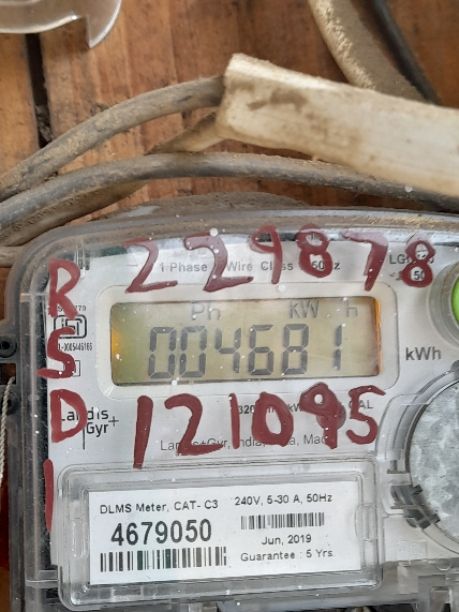 229878
1 Phase Wire Class
Ph kW h
004681
kWh
RSD1
Landis
Gyr+
121095
DLMS Meter, CAT- C3 240V, 5-30 A, 50Hz
4679050
Jun, 2019
Guarantee : 5 Yrs.